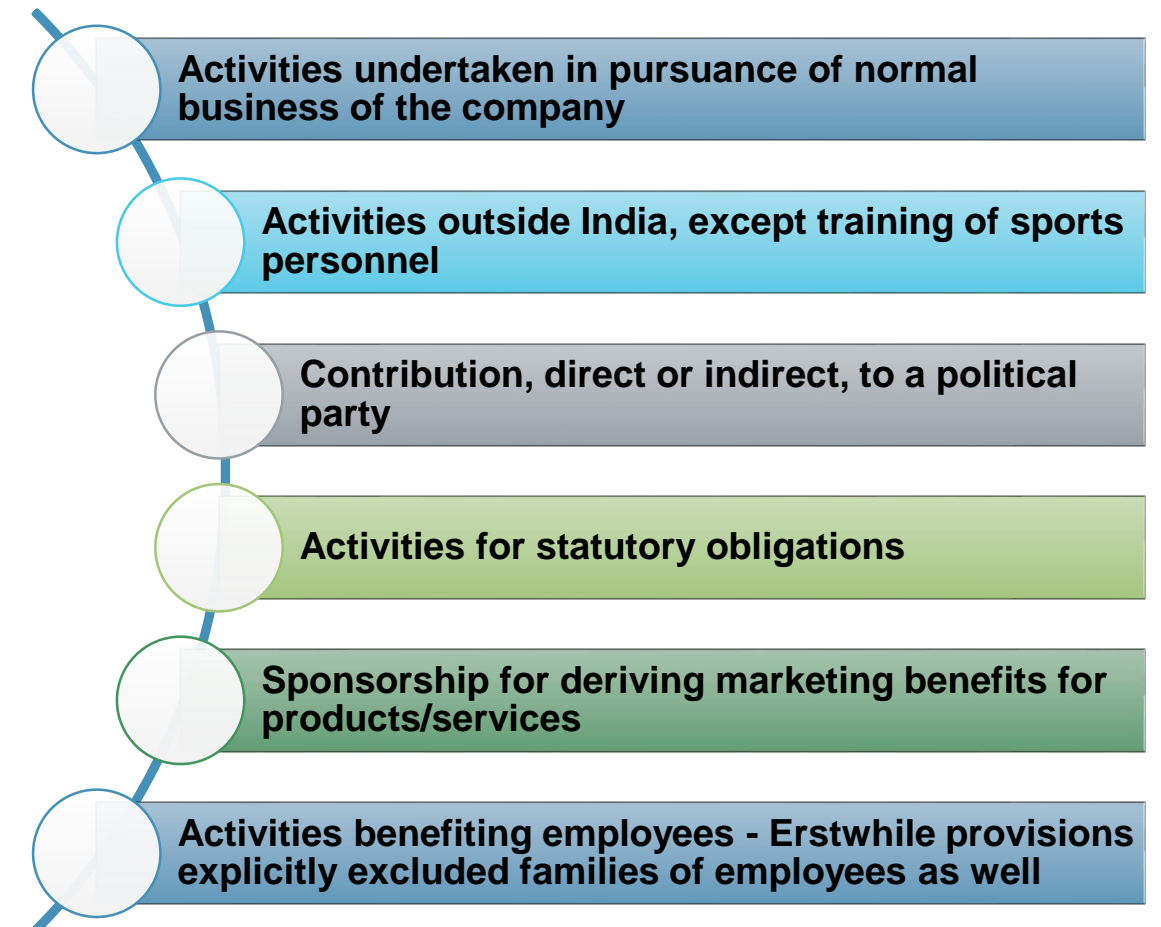 Activities undertaken in pursuance of normal
business of the company
Activities outside India, except training of sports
personnel
Contribution, direct or indirect, to a political
party
Activities for statutory obligations
Sponsorship for deriving marketing benefits for
products/services
Activities benefiting employees - Erstwhile provisions
explicitly excluded families of employees as well